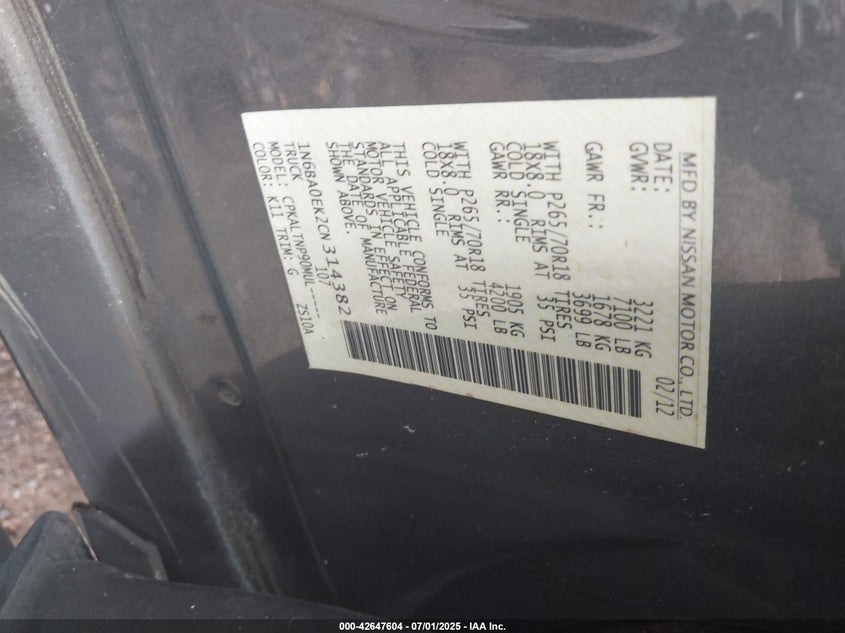 MFD BY NISSAN MOTOR CO., LTD.
DATE: 02/12
GVWR: 3221 KG
7100 LB
GAWR FR.: 1678 KG
3699 LB
WITH P265/70R18 TIRES
18X8.0 RIMS AT 35 PSI
COLD SINGLE
GAWR RR.: 1905 KG
4200 LB
WITH P265/70R18 TIRES
18X8.0 RIMS AT 35 PSI
COLD SINGLE
THIS VEHICLE CONFORMS TO
ALL APPLICABLE FEDERAL
MOTOR VEHICLE SAFETY
STANDARDS IN EFFECT ON
THE DATE OF MANUFACTURE
SHOWN ABOVE.
1N6BA0EK2CN314382
TRUCK 107
MODEL: CPKALTNP90MUL-----
COLOR: K11 TRIM: G ZS10A
000-42647604 - 07/01/2025 - IAA Inc.